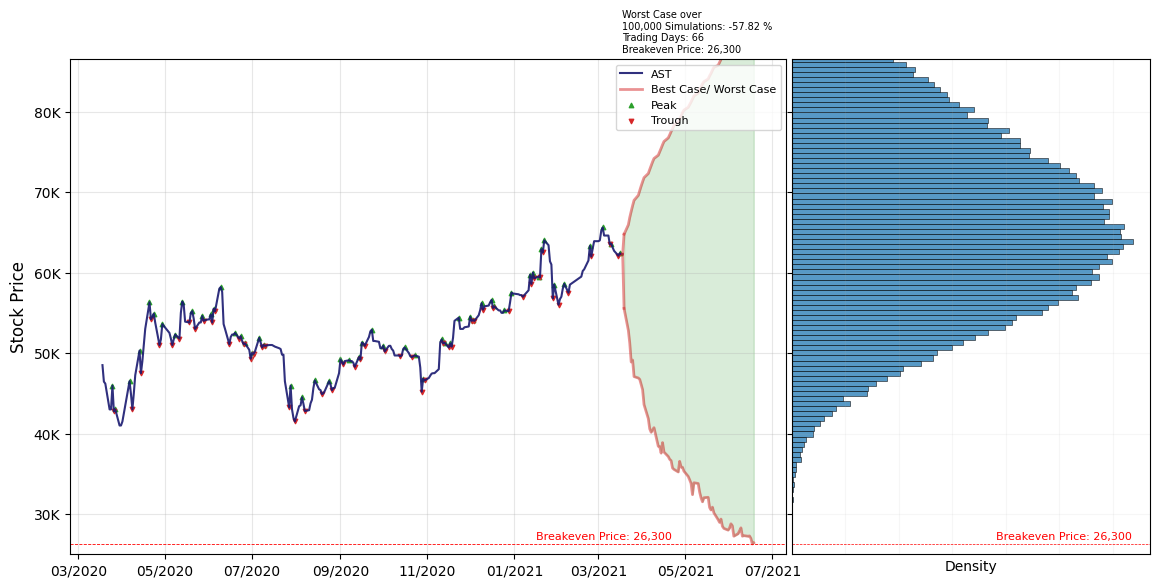 Worst Case over
100,000 Simulations: -57.82 %
Trading Days: 66
Breakeven Price: 26,300
AST
Best Case/ Worst Case
Peak
Trough
Stock Price
80K
70K
60K
50K
40K
30K
Breakeven Price: 26,300
Breakeven Price: 26,300
03/2020
05/2020
07/2020
09/2020
11/2020
01/2021
03/2021
05/2021
07/2021
Density